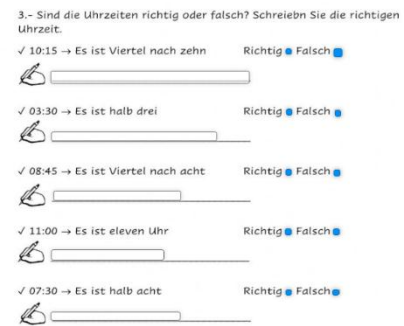 3.- Sind die Uhrzeiten richtig oder falsch? Schreiebn Sie die richtigen
Uhrzeit.
✓ 10:15 → Es ist Viertel nach zehn Richtig Falsch
✓ 03:30 → Es ist halb drei Richtig Falsch
✓ 08:45 → Es ist Viertel nach acht Richtig Falsch
✓ 11:00 → Es ist eleven Uhr Richtig Falsch
✓ 07:30 → Es ist halb acht Richtig Falsch